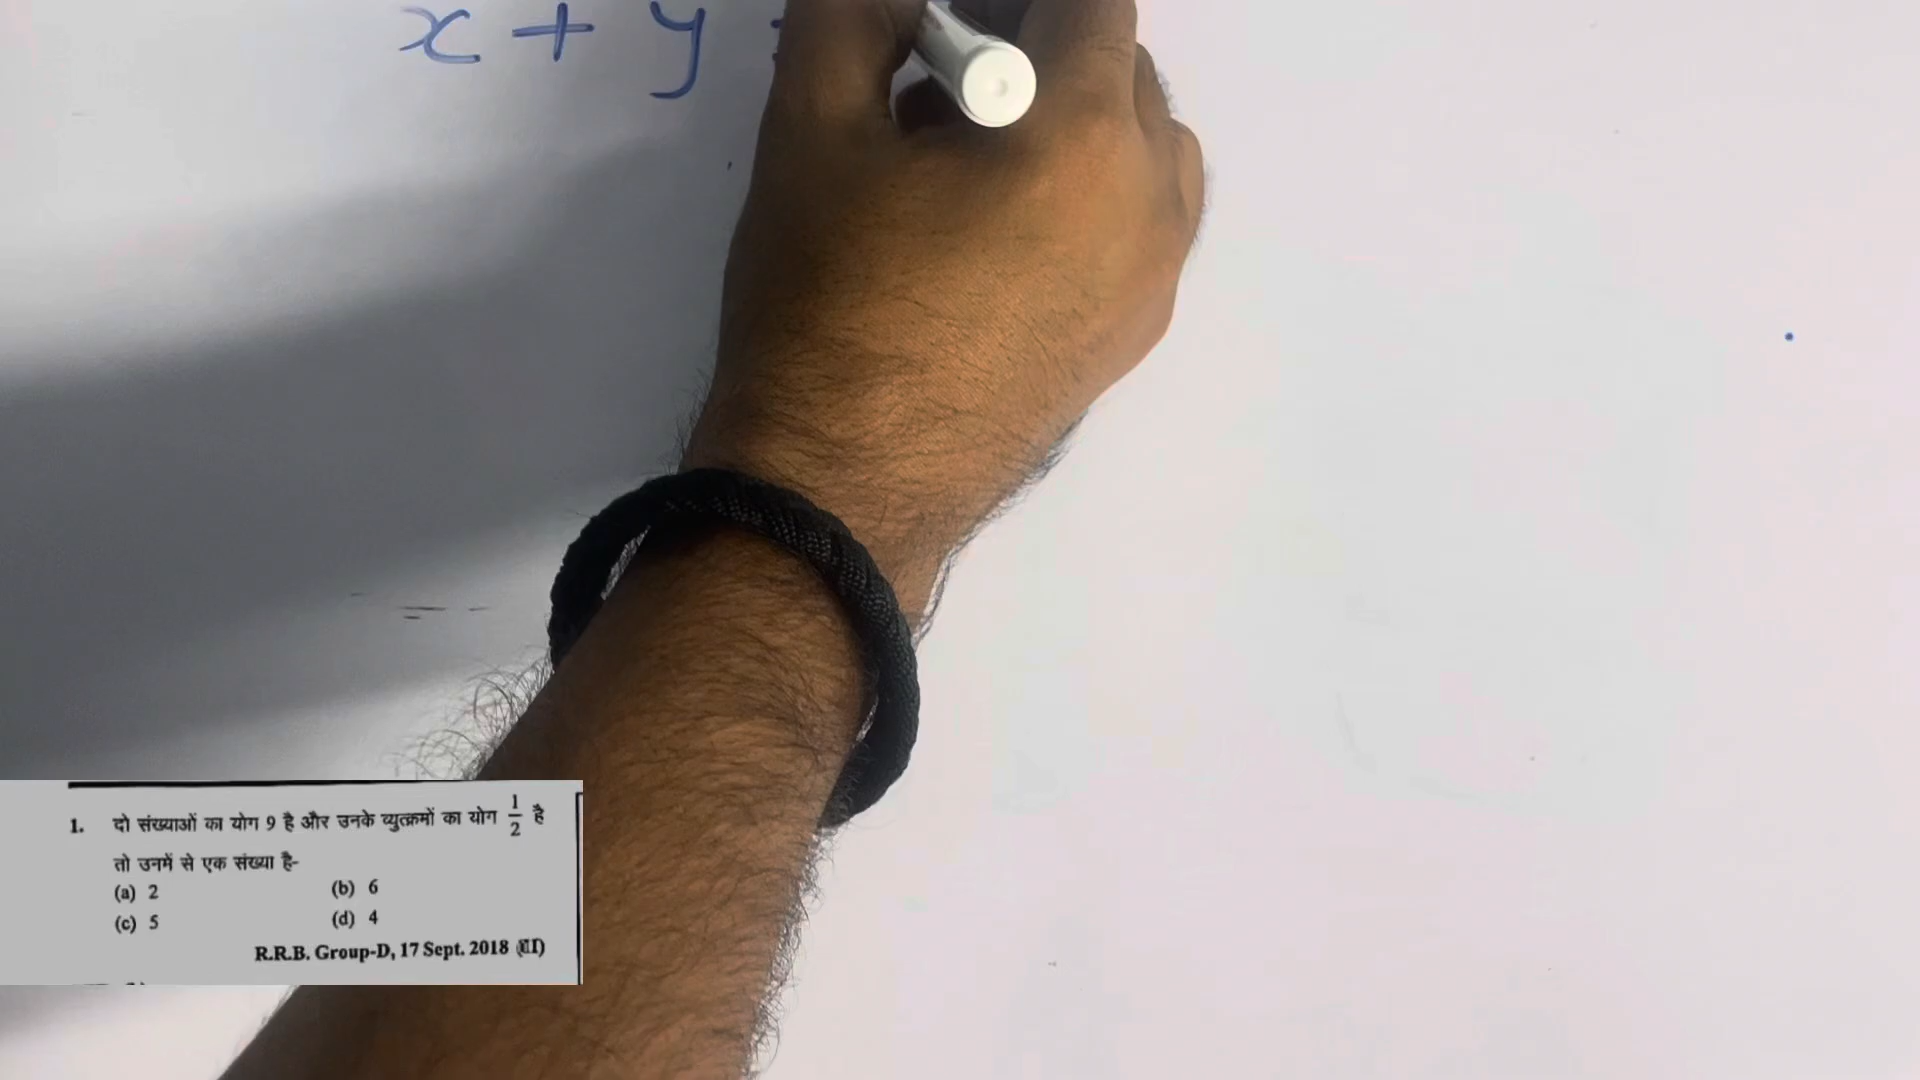 x + y
1. दो संख्याओं का योग 9 है और उनके व्युत्क्रमों का योग 1/2 है
तो उनमें से एक संख्या है-
(a) 2 (b) 6
(c) 5 (d) 4
R.R.B. Group-D, 17 Sept. 2018